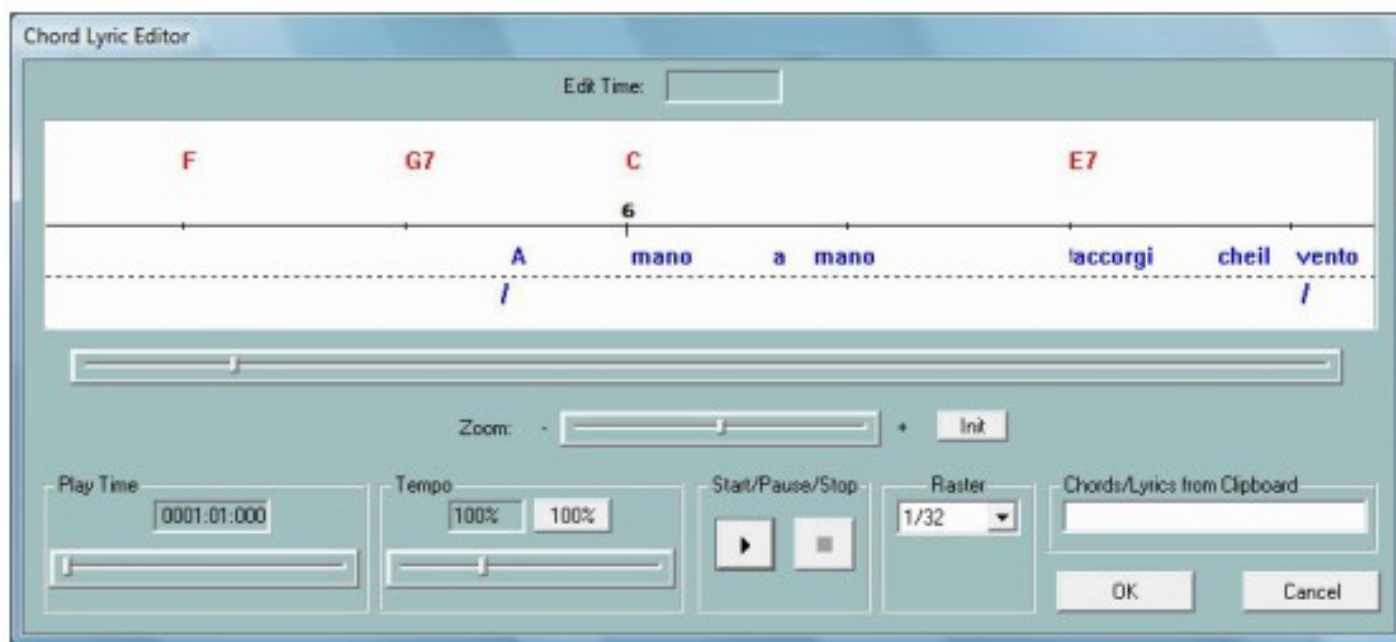 Chord Lyric Editor
Edit Time:
F G7 C E7
6
A mano a mano t'accorgi cheil vento
/ /
Zoom: - + Init
Play Time Tempo Start/Pause/Stop Raster Chords/Lyrics from Clipboard
0001:01:000 100% 100% 1/32
OK Cancel